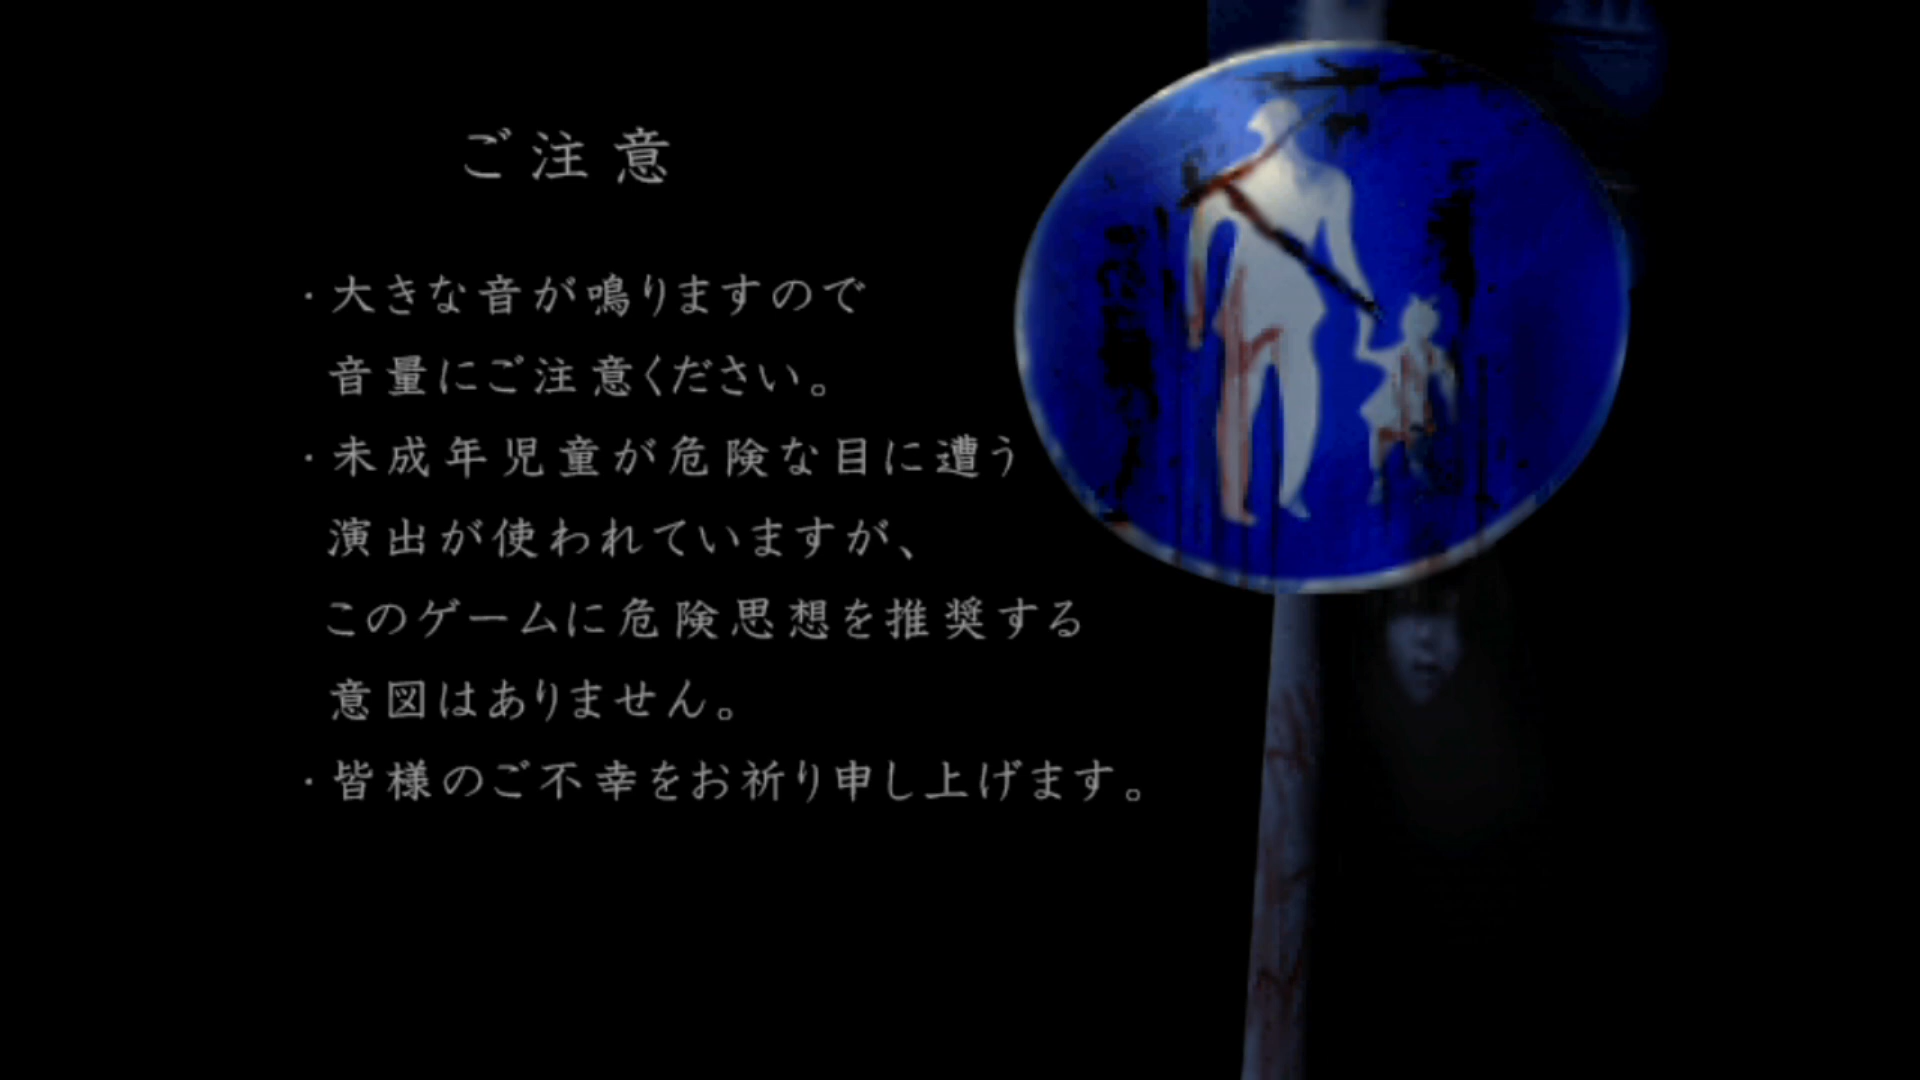 ご注意
・大きな音が鳴りますので
音量にご注意ください。
・未成年児童が危険な目に遭う
演出が使われていますが、
このゲームに危険思想を推奨する
意図はありません。
・皆様のご不幸をお祈り申し上げます。